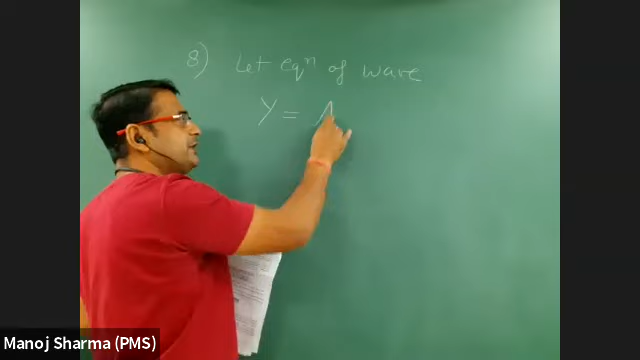 8) Let eqⁿ of wave
Y = A
Manoj Sharma (PMS)